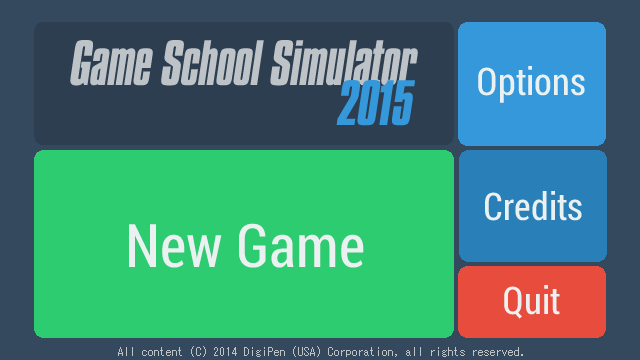 Game School Simulator
2015
Options
New Game
Credits
Quit
All content (C) 2014 DigiPen (USA) Corporation, all rights reserved.